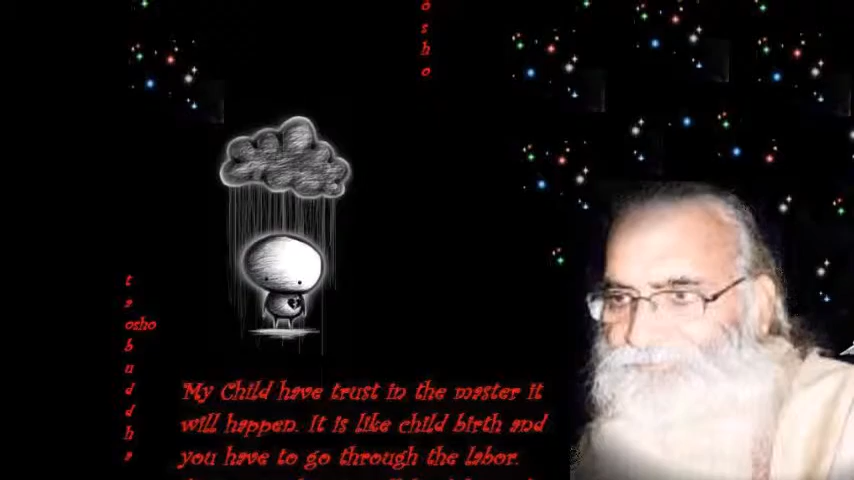 o
s
h
o
t
a
osho
b
u
d
d
h
a
My Child have trust in the master it
will happen. It is like child birth and
you have to go through the labor.